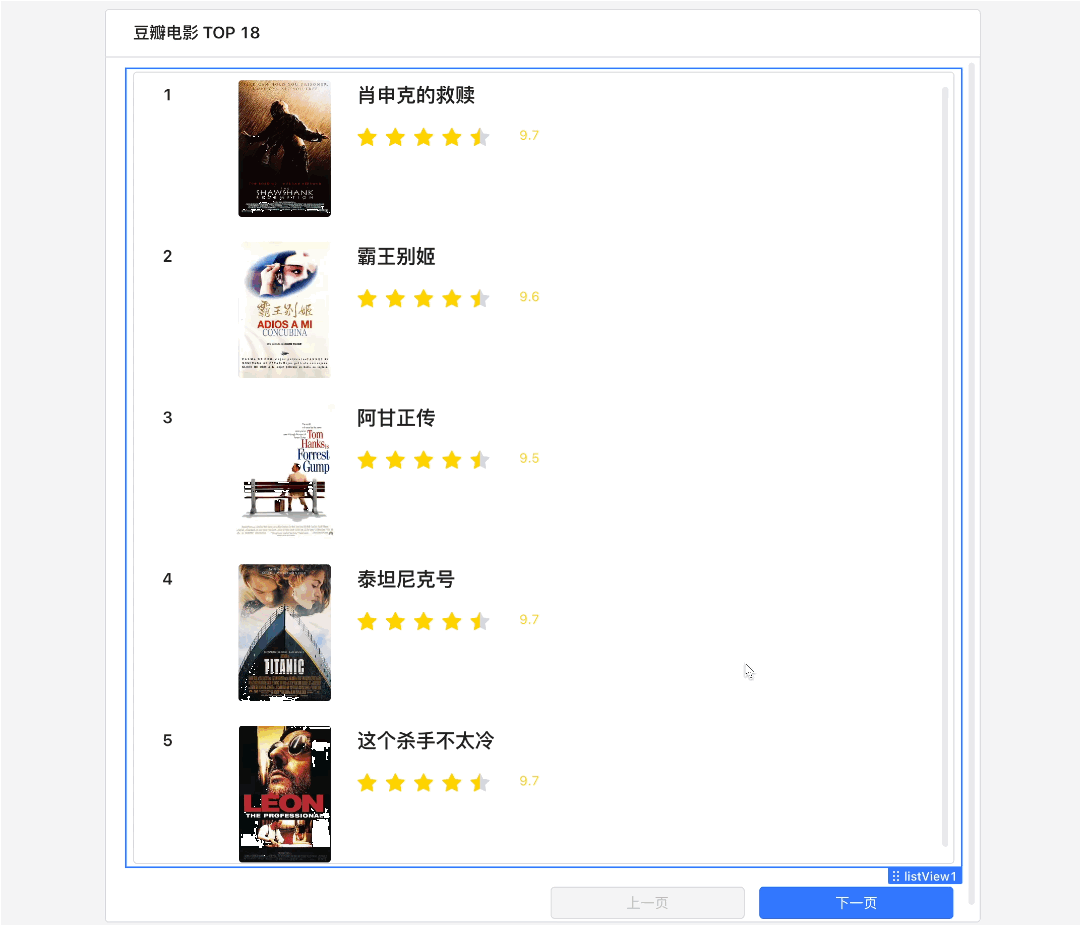 豆瓣电影 TOP 18
1
肖申克的救赎
9.7
SHAWSHANK
2
霸王别姬
9.6
霸王别姬
ADIOS A MI
CONCUBINA
3
阿甘正传
9.5
Tom
Hanks is
Forrest
Gump
4
泰坦尼克号
9.7
TITANIC
5
这个杀手不太冷
9.7
LEON
THE PROFESSIONAL
listView1
上一页
下一页